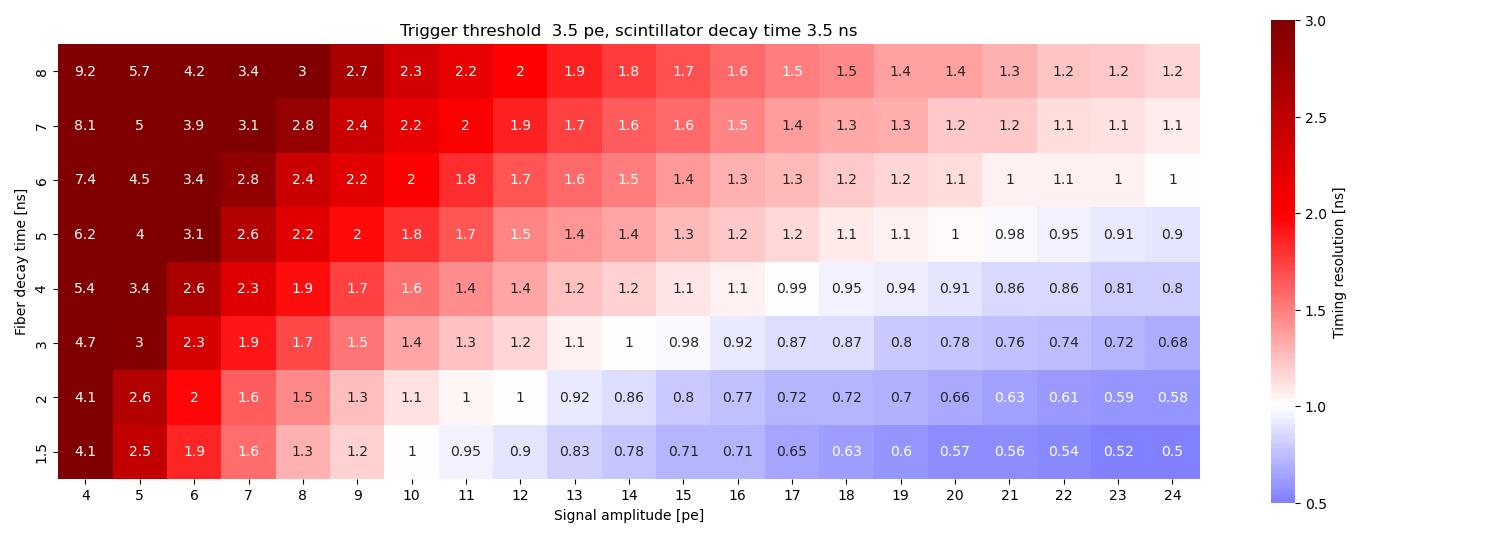 Trigger threshold  3.5 pe, scintillator decay time 3.5 ns
8 9.2 5.7 4.2 3.4 3 2.7 2.3 2.2 2 1.9 1.8 1.7 1.6 1.5 1.5 1.4 1.4 1.3 1.2 1.2 1.2
7 8.1 5 3.9 3.1 2.8 2.4 2.2 2 1.9 1.7 1.6 1.6 1.5 1.4 1.3 1.3 1.2 1.2 1.1 1.1 1.1
6 7.4 4.5 3.4 2.8 2.4 2.2 2 1.8 1.7 1.6 1.5 1.4 1.3 1.3 1.2 1.2 1.1 1 1.1 1 1
5 6.2 4 3.1 2.6 2.2 2 1.8 1.7 1.5 1.4 1.4 1.3 1.2 1.2 1.1 1.1 1 0.98 0.95 0.91 0.9
4 5.4 3.4 2.6 2.3 1.9 1.7 1.6 1.4 1.4 1.2 1.2 1.1 1.1 0.99 0.95 0.94 0.91 0.86 0.86 0.81 0.8
3 4.7 3 2.3 1.9 1.7 1.5 1.4 1.3 1.2 1.1 1 0.98 0.92 0.87 0.87 0.8 0.78 0.76 0.74 0.72 0.68
2 4.1 2.6 2 1.6 1.5 1.3 1.1 1 1 0.92 0.86 0.8 0.77 0.72 0.72 0.7 0.66 0.63 0.61 0.59 0.58
1.5 4.1 2.5 1.9 1.6 1.3 1.2 1 0.95 0.9 0.83 0.78 0.71 0.71 0.65 0.63 0.6 0.57 0.56 0.54 0.52 0.5
4 5 6 7 8 9 10 11 12 13 14 15 16 17 18 19 20 21 22 23 24
Signal amplitude [pe]
Fiber decay time [ns]
3.0
2.5
2.0
1.5
1.0
0.5
Timing resolution [ns]